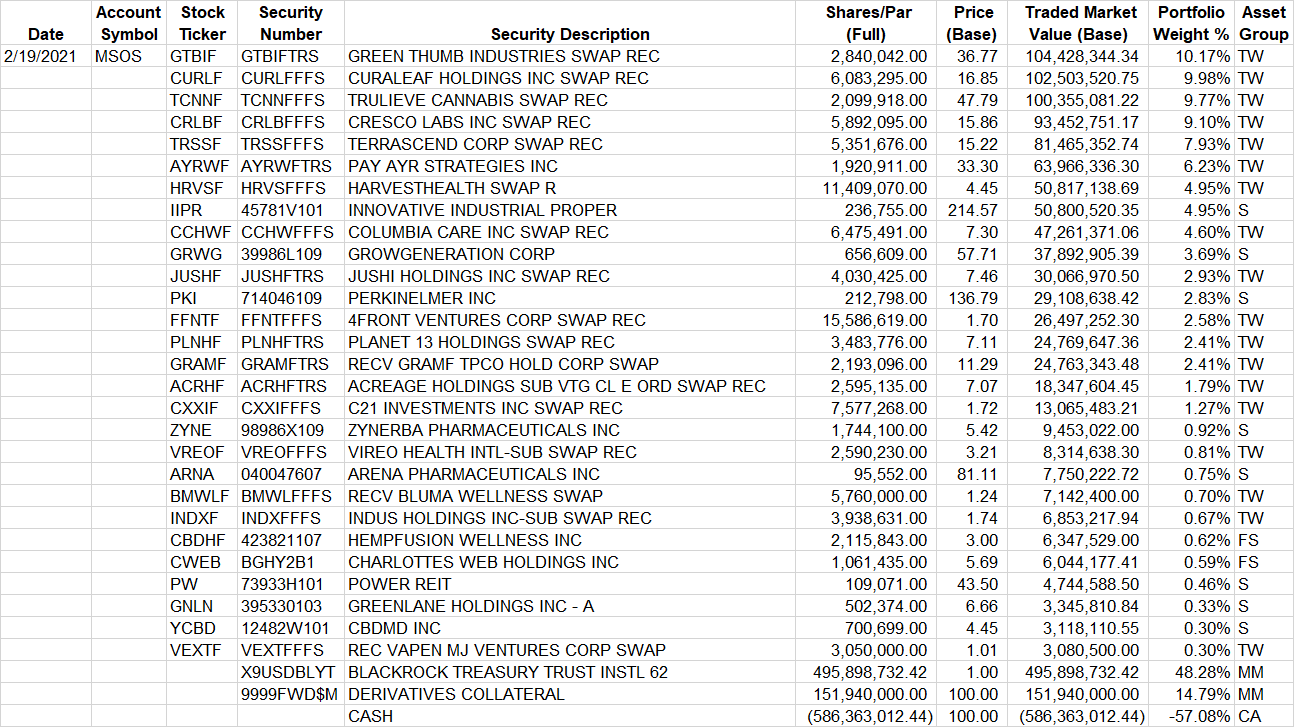 Date Account Symbol Stock Ticker Security Number Security Description Shares/Par (Full) Price (Base) Traded Market Value (Base) Portfolio Weight % Asset Group
2/19/2021 MSOS GTBIF GTBIFTRS GREEN THUMB INDUSTRIES SWAP REC 2,840,042.00 36.77 104,428,344.34 10.17% TW
CURLF CURLFFFS CURALEAF HOLDINGS INC SWAP REC 6,083,295.00 16.85 102,503,520.75 9.98% TW
TCNNF TCNNFFFS TRULIEVE CANNABIS SWAP REC 2,099,918.00 47.79 100,355,081.22 9.77% TW
CRLBF CRLBFFFS CRESCO LABS INC SWAP REC 5,892,095.00 15.86 93,452,751.17 9.10% TW
TRSSF TRSSFFFS TERRASCEND CORP SWAP REC 5,351,676.00 15.22 81,465,352.74 7.93% TW
AYRWF AYRWFTRS PAY AYR STRATEGIES INC 1,920,911.00 33.30 63,966,336.30 6.23% TW
HRVSF HRVSFFFS HARVESTHEALTH SWAP R 11,409,070.00 4.45 50,817,138.69 4.95% TW
IIPR 45781V101 INNOVATIVE INDUSTRIAL PROPER 236,755.00 214.57 50,800,520.35 4.95% S
CCHWF CCHWFFFS COLUMBIA CARE INC SWAP REC 6,475,491.00 7.30 47,261,371.06 4.60% TW
GRWG 39986L109 GROWGENERATION CORP 656,609.00 57.71 37,892,905.39 3.69% S
JUSHF JUSHFTRS JUSHI HOLDINGS INC SWAP REC 4,030,425.00 7.46 30,066,970.50 2.93% TW
PKI 714046109 PERKINELMER INC 212,798.00 136.79 29,108,638.42 2.83% S
FFNTF FFNTFFFS 4FRONT VENTURES CORP SWAP REC 15,586,619.00 1.70 26,497,252.30 2.58% TW
PLNHF PLNHFTRS PLANET 13 HOLDINGS SWAP REC 3,483,776.00 7.11 24,769,647.36 2.41% TW
GRAMF GRAMFTRS RECV GRAMF TPCO HOLD CORP SWAP 2,193,096.00 11.29 24,763,343.48 2.41% TW
ACRHF ACRHFTRS ACREAGE HOLDINGS SUB VTG CL E ORD SWAP REC 2,595,135.00 7.07 18,347,604.45 1.79% TW
CXXIF CXXIFFFS C21 INVESTMENTS INC SWAP REC 7,577,268.00 1.72 13,065,483.21 1.27% TW
ZYNE 98986X109 ZYNERBA PHARMACEUTICALS INC 1,744,100.00 5.42 9,453,022.00 0.92% S
VREOF VREOFFFS VIREO HEALTH INTL-SUB SWAP REC 2,590,230.00 3.21 8,314,638.30 0.81% TW
ARNA 040047607 ARENA PHARMACEUTICALS INC 95,552.00 81.11 7,750,222.72 0.75% S
BMWLF BMWLFFFS RECV BLUMA WELLNESS SWAP 5,760,000.00 1.24 7,142,400.00 0.70% TW
INDXF INDXFFFS INDUS HOLDINGS INC-SUB SWAP REC 3,938,631.00 1.74 6,853,217.94 0.67% TW
CBDHF 423821107 HEMPFUSION WELLNESS INC 2,115,843.00 3.00 6,347,529.00 0.62% FS
CWEB BGHY2B1 CHARLOTTES WEB HOLDINGS INC 1,061,435.00 5.69 6,044,177.41 0.59% FS
PW 73933H101 POWER REIT 109,071.00 43.50 4,744,588.50 0.46% S
GNLN 395330103 GREENLANE HOLDINGS INC - A 502,374.00 6.66 3,345,810.84 0.33% S
YCBD 12482W101 CBDMD INC 700,699.00 4.45 3,118,110.55 0.30% S
VEXTF VEXTFFFS REC VAPEN MJ VENTURES CORP SWAP 3,050,000.00 1.01 3,080,500.00 0.30% TW
X9USDBLYT BLACKROCK TREASURY TRUST INSTL 62 495,898,732.42 1.00 495,898,732.42 48.28% MM
9999FWD$M DERIVATIVES COLLATERAL 151,940,000.00 100.00 151,940,000.00 14.79% MM
CASH (586,363,012.44) 100.00 (586,363,012.44) -57.08% CA